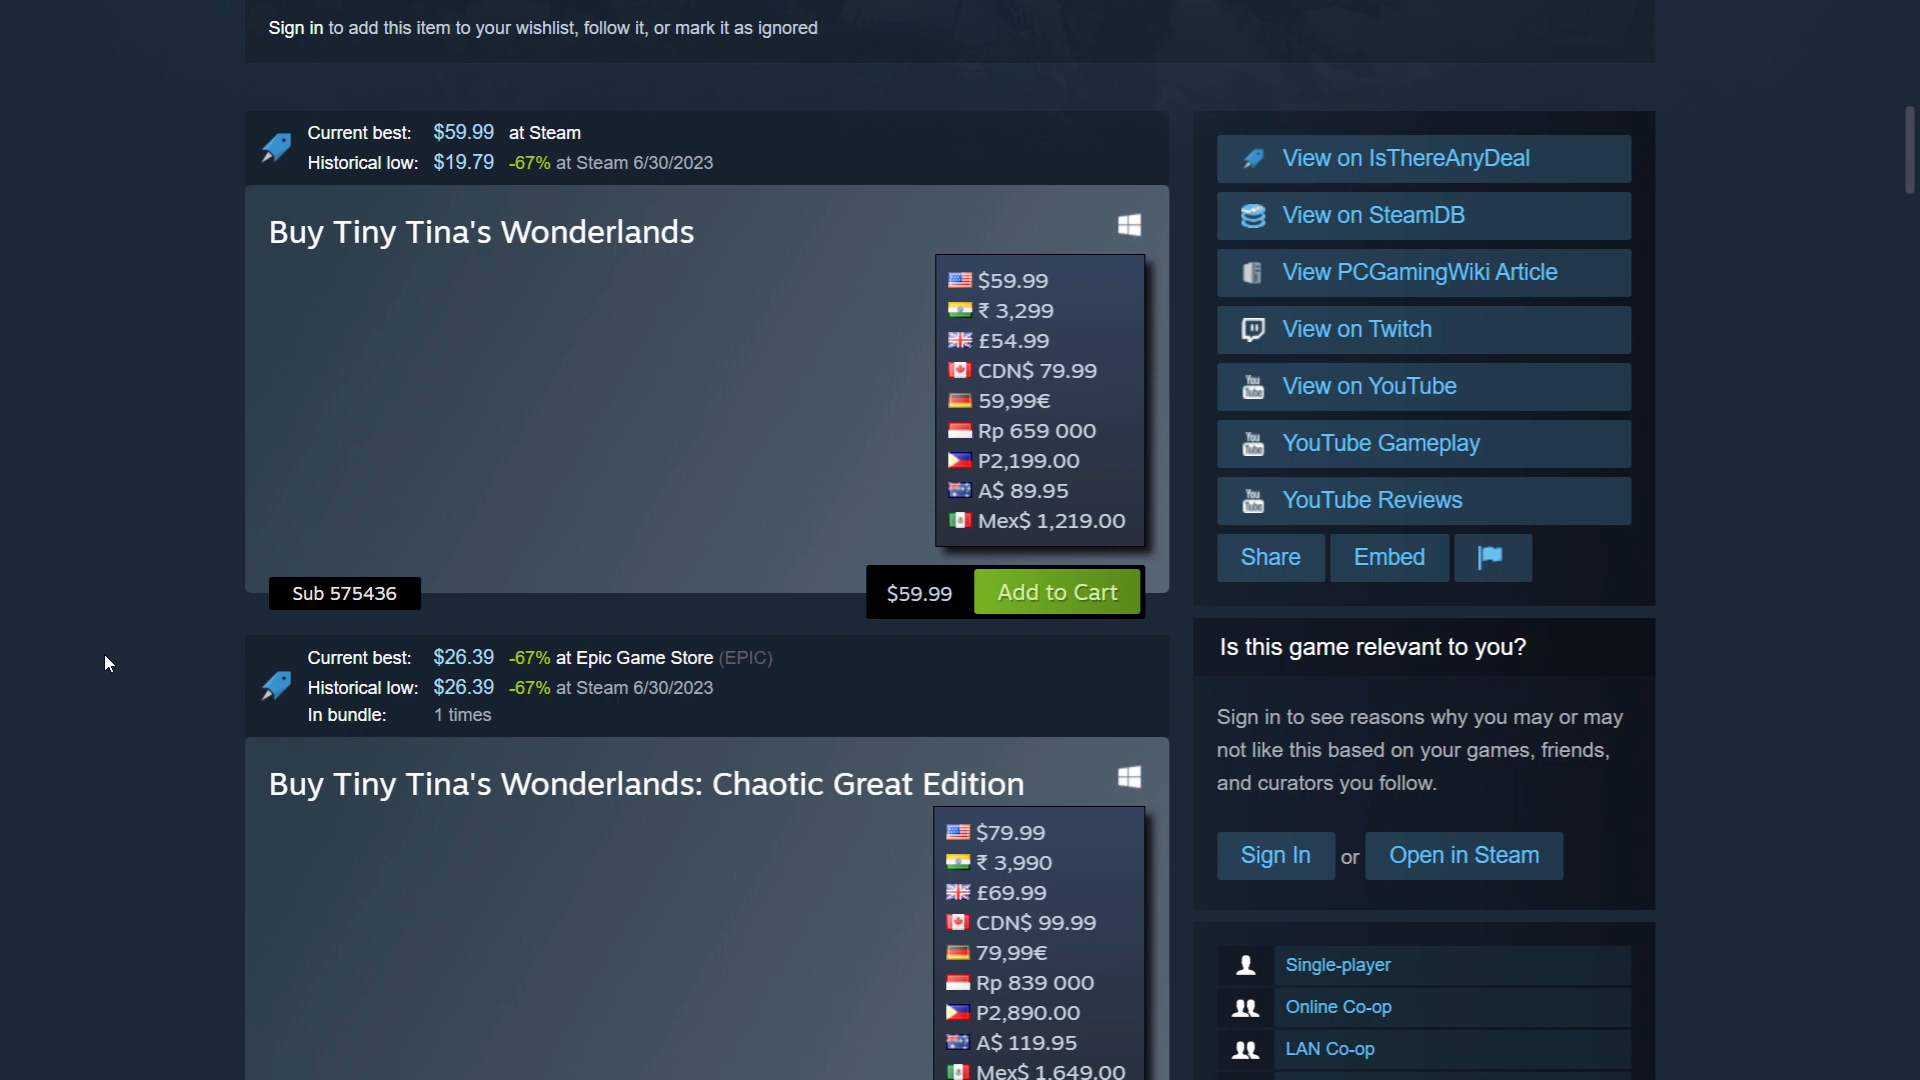 Sign in to add this item to your wishlist, follow it, or mark it as ignored
Current best: $59.99 at Steam
Historical low: $19.79 -67% at Steam 6/30/2023
Buy Tiny Tina's Wonderlands
$59.99
₹ 3,299
£54.99
CDN$ 79.99
59,99€
Rp 659 000
P2,199.00
A$ 89.95
Mex$ 1,219.00
Sub 575436
$59.99 Add to Cart
Current best: $26.39 -67% at Epic Game Store (EPIC)
Historical low: $26.39 -67% at Steam 6/30/2023
In bundle: 1 times
Buy Tiny Tina's Wonderlands: Chaotic Great Edition
$79.99
₹ 3,990
£69.99
CDN$ 99.99
79,99€
Rp 839 000
P2,890.00
A$ 119.95
Mex$ 1,649.00
View on IsThereAnyDeal
View on SteamDB
View PCGamingWiki Article
View on Twitch
You Tube View on YouTube
You Tube YouTube Gameplay
You Tube YouTube Reviews
Share Embed
Is this game relevant to you?
Sign in to see reasons why you may or may
not like this based on your games, friends,
and curators you follow.
Sign In or Open in Steam
Single-player
Online Co-op
LAN Co-op